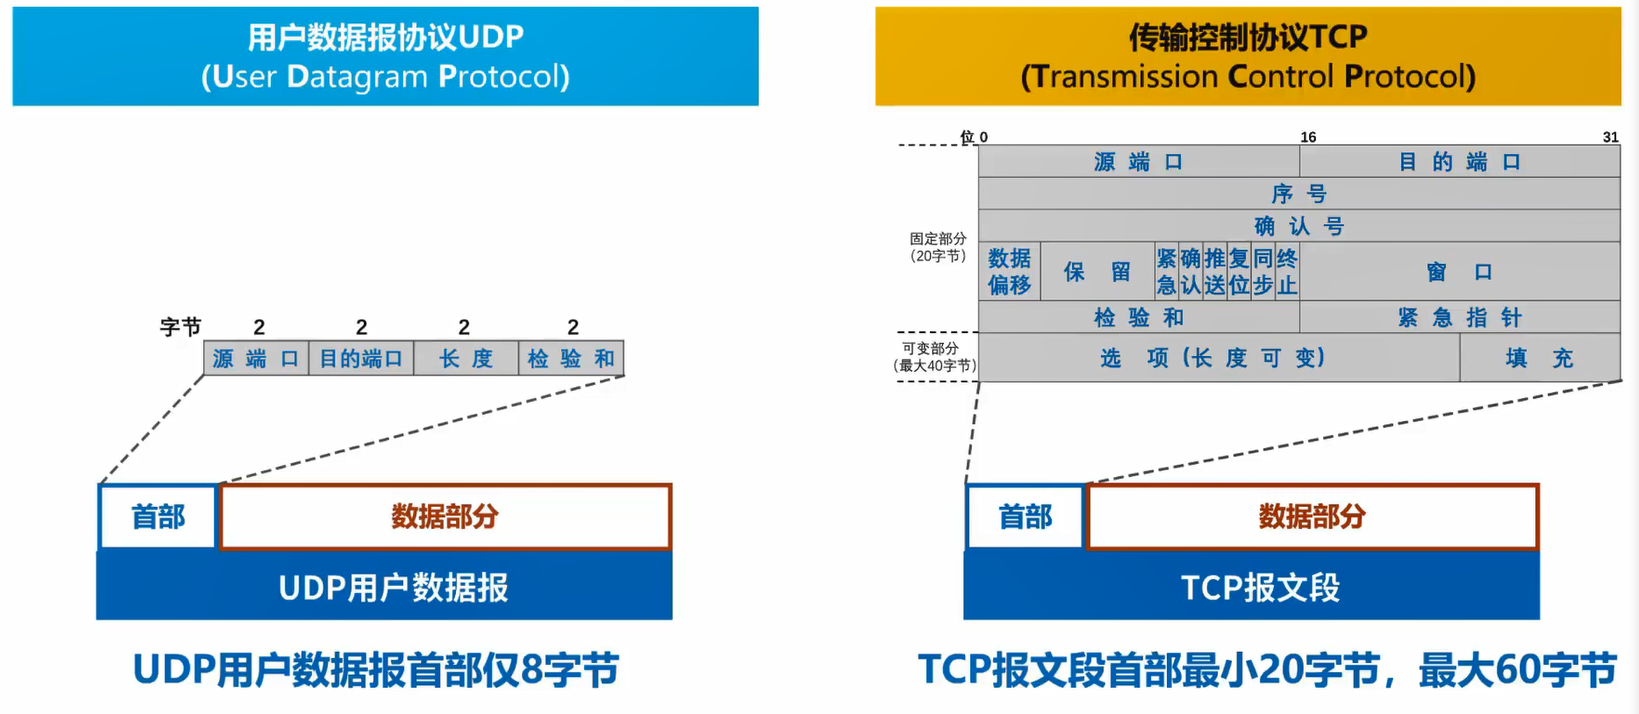 用户数据报协议UDP
(User Datagram Protocol)
字节 2 2 2 2
源端口 目的端口 长度 检验和
首部 数据部分
UDP用户数据报
UDP用户数据报首部仅8字节
传输控制协议TCP
(Transmission Control Protocol)
位 0 16 31
源端口 目的端口
序号
确认号
固定部分
(20字节)
数据偏移 保留 紧急 确认 推送 复位 同步 终止 窗口
检验和 紧急指针
可变部分
(最大40字节)
选项(长度可变) 填充
首部 数据部分
TCP报文段
TCP报文段首部最小20字节，最大60字节